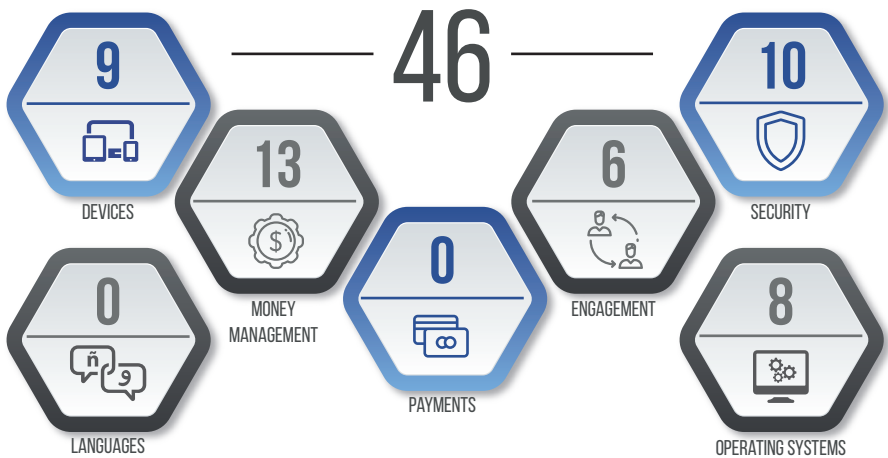 46
9
DEVICES
13
MONEY
MANAGEMENT
0
PAYMENTS
6
ENGAGEMENT
10
SECURITY
0
ñ
و
LANGUAGES
$
8
OPERATING SYSTEMS